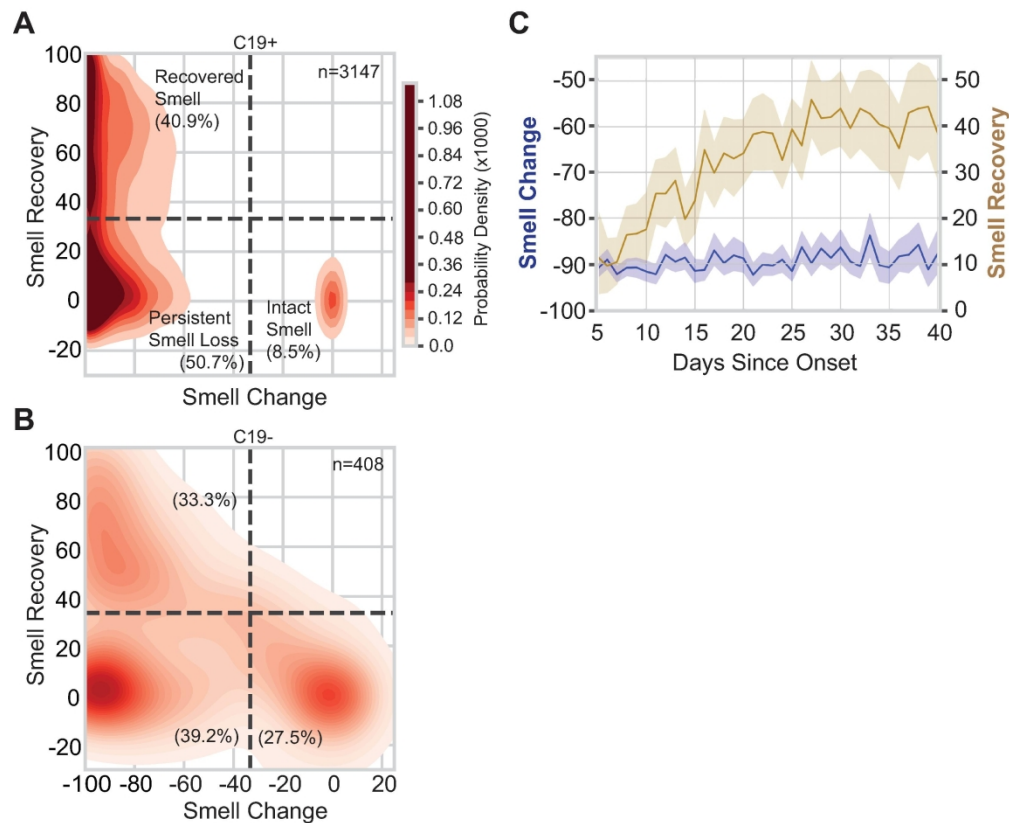 A
C19+
100
80
60
40
20
0
-20
Smell Recovery
Recovered
Smell
(40.9%)
n=3147
Persistent
Smell Loss
(50.7%)
Intact
Smell
(8.5%)
Smell Change
1.08
0.96
0.84
0.72
0.60
0.48
0.36
0.24
0.12
0.0
Probability Density (x1000)
B
C19-
100
80
60
40
20
0
-20
Smell Recovery
n=408
(33.3%)
(39.2%)
(27.5%)
-100 -80 -60 -40 -20 0 20
Smell Change
C
Smell Change
-50
-60
-70
-80
-90
-100
50
40
30
20
10
0
Smell Recovery
5 10 15 20 25 30 35 40
Days Since Onset